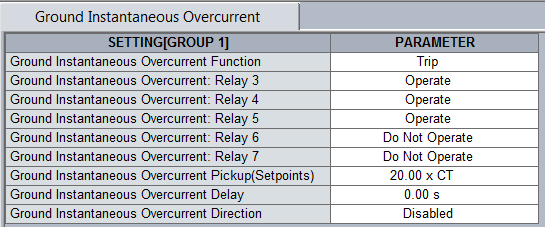 Ground Instantaneous Overcurrent
SETTING[GROUP 1] PARAMETER
Ground Instantaneous Overcurrent Function Trip
Ground Instantaneous Overcurrent: Relay 3 Operate
Ground Instantaneous Overcurrent: Relay 4 Operate
Ground Instantaneous Overcurrent: Relay 5 Operate
Ground Instantaneous Overcurrent: Relay 6 Do Not Operate
Ground Instantaneous Overcurrent: Relay 7 Do Not Operate
Ground Instantaneous Overcurrent Pickup(Setpoints) 20.00 x CT
Ground Instantaneous Overcurrent Delay 0.00 s
Ground Instantaneous Overcurrent Direction Disabled